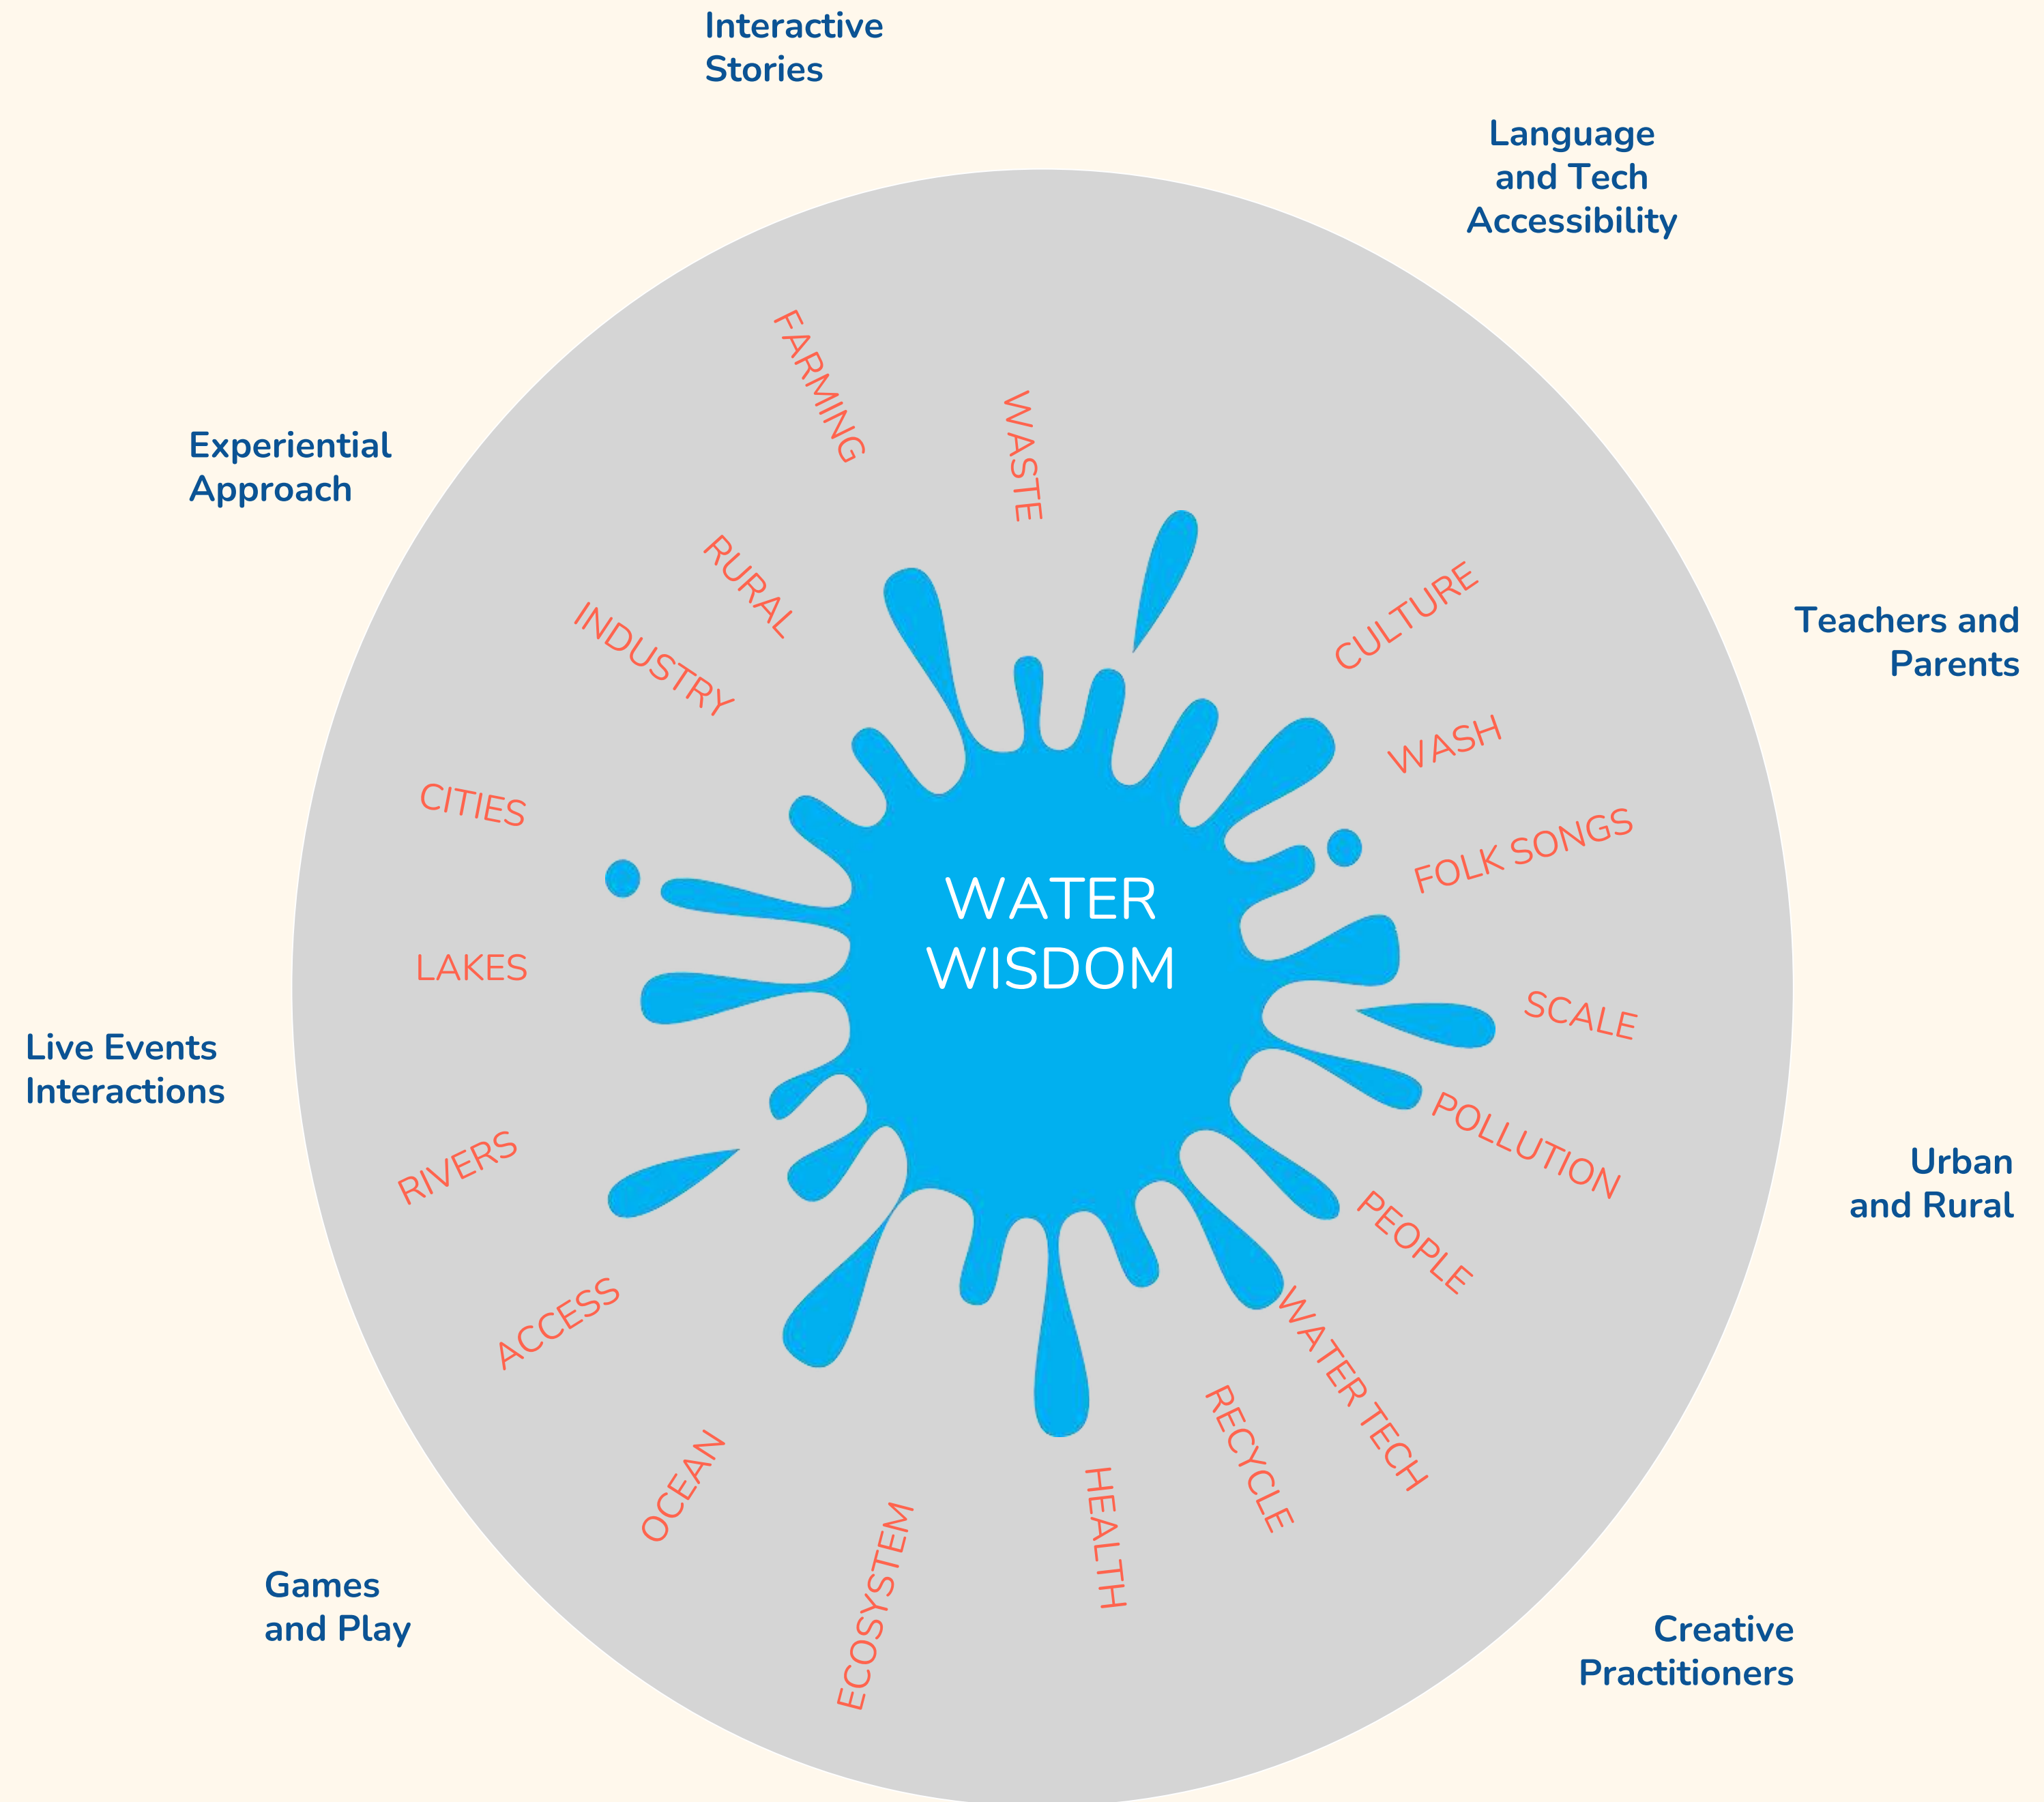 Interactive
Stories
Language
and Tech
Accessibility
Experiential
Approach
Teachers and
Parents
Live Events
Interactions
Urban
and Rural
Games
and Play
Creative
Practitioners
FARMING
WASTE
RURAL
INDUSTRY
CULTURE
WASH
CITIES
FOLK SONGS
WATER
WISDOM
LAKES
SCALE
POLLUTION
RIVERS
PEOPLE
ACCESS
WATER TECH
RECYCLE
OCEAN
HEALTH
ECOSYSTEM